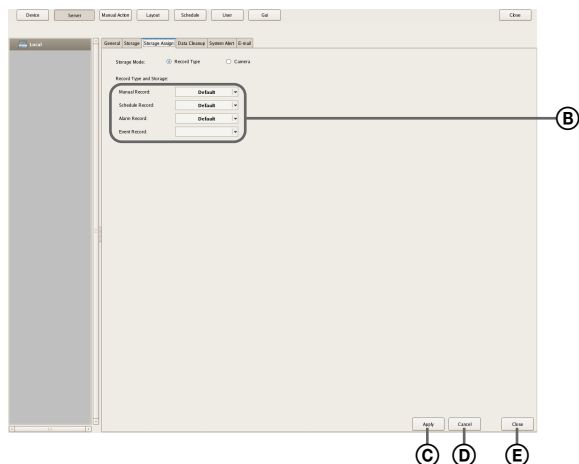 Device Server Manual Action Layout Schedule User Gui Close
Local
General Storage Storage Assign Data Cleanup System Alert E-mail
Storage Mode: Record Type Camera
Record Type and Storage:
Manual Record: Default
Schedule Record: Default
Alarm Record: Default
Event Record:
B
Apply Cancel Close
C D E